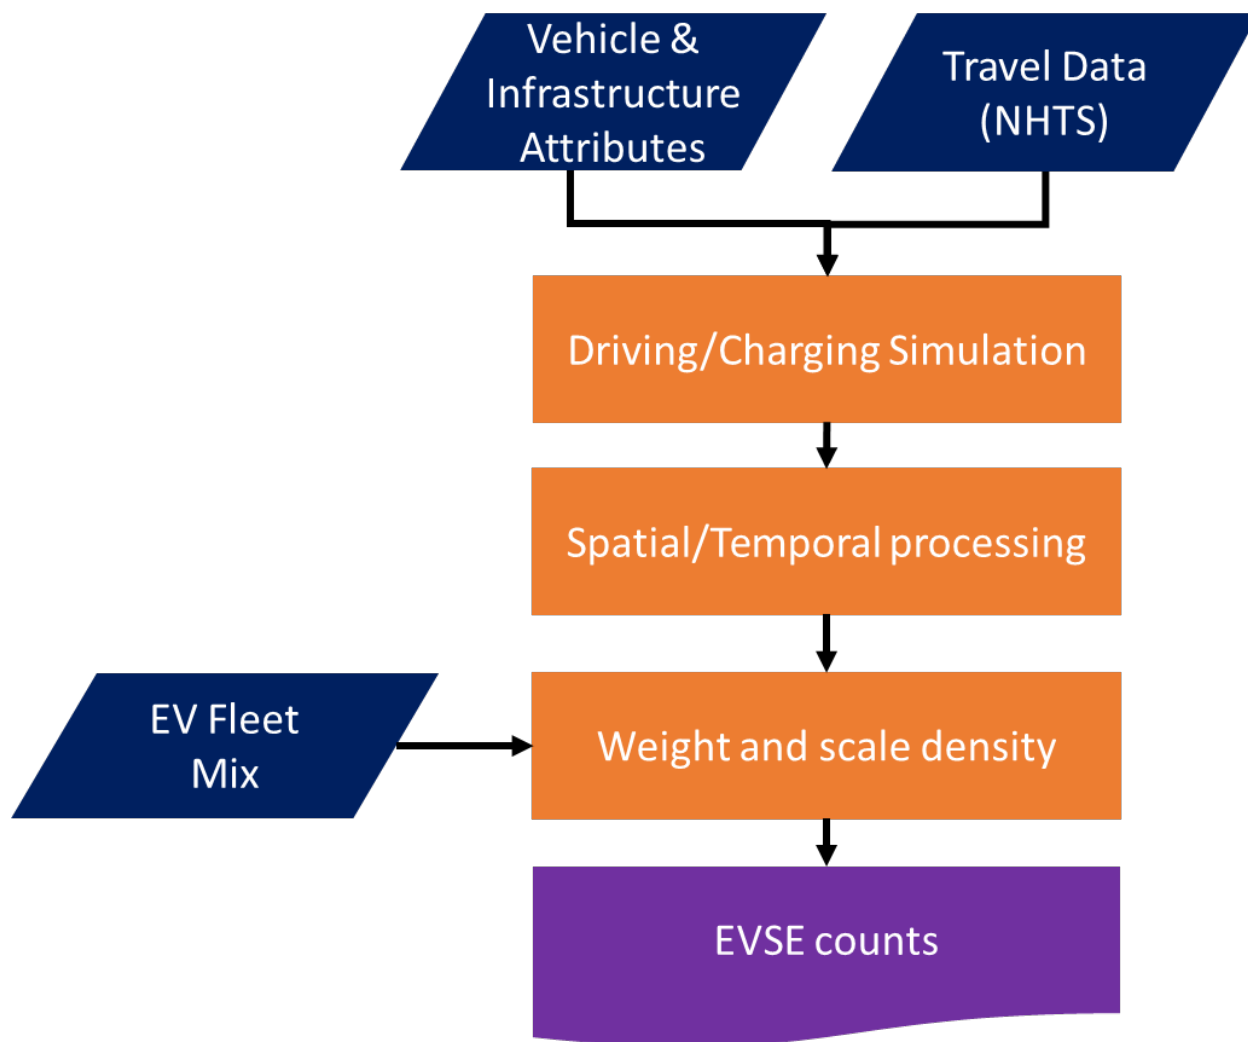 Vehicle &
Infrastructure
Attributes
Travel Data
(NHTS)
Driving/Charging Simulation
Spatial/Temporal processing
EV Fleet
Mix
Weight and scale density
EVSE counts